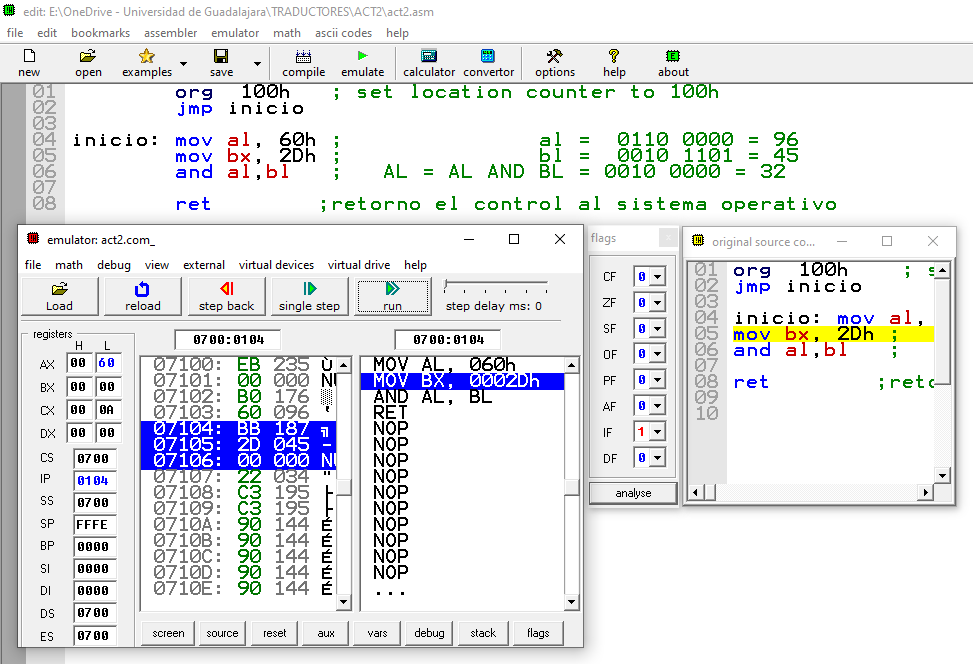 edit: E:\OneDrive - Universidad de Guadalajara\TRADUCTORES\ACT2\act2.asm
file edit bookmarks assembler emulator math ascii codes help
new open examples save compile emulate calculator convertor options help about
01 org 100h ; set location counter to 100h
02 jmp inicio
03
04 inicio: mov al, 60h ; al = 0110 0000 = 96
05 mov bx, 2Dh ; bl = 0010 1101 = 45
06 and al,bl ; AL = AL AND BL = 0010 0000 = 32
07
08 ret ;retorno el control al sistema operativo
emulator: act2.com_
file math debug view external virtual devices virtual drive help
Load reload step back single step run step delay ms: 0
registers
H L
AX 00 60
BX 00 00
CX 00 0A
DX 00 00
CS 0700
IP 0104
SS 0700
SP FFFE
BP 0000
SI 0000
DI 0000
DS 0700
ES 0700
0700:0104
07100: EB 235 Ù
07101: 00 000 NU
07102: B0 176 ░
07103: 60 096 '
07104: BB 187 ╗
07105: 2D 045 -
07106: 00 000 NU
07107: 22 034 "
07108: C3 195 ├
07109: C3 195 ├
0710A: 90 144 É
0710B: 90 144 É
0710C: 90 144 É
0710D: 90 144 É
0710E: 90 144 É
0700:0104
MOV AL, 060h
MOV BX, 0002Dh
AND AL, BL
RET
NOP
NOP
NOP
NOP
NOP
NOP
NOP
NOP
NOP
NOP
...
screen source reset aux vars debug stack flags
flags
CF 0
ZF 0
SF 0
OF 0
PF 0
AF 0
IF 1
DF 0
analyse
original source co...
01 org 100h ; s
02 jmp inicio
03
04 inicio: mov al,
05 mov bx, 2Dh ;
06 and al,bl ;
07
08 ret ;reto
09
10